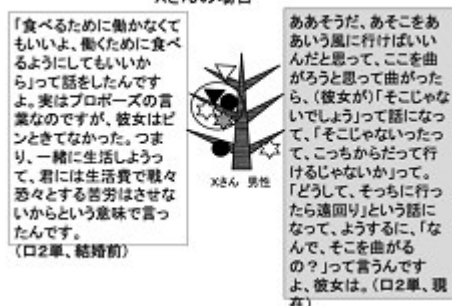 「食べるために働かなくて
もいいよ、働くために食べ
るようにしてもいいか
ら」って話をしたんです
よ。実はプロポーズの言
葉なのですが、彼女はピ
ンときてなかった。つま
り、一緒に生活しようっ
て、君には生活費で戦々
恐々とする苦労はさせな
いからという意味で言っ
たんです。
(ロ2単、結婚前)
Xさん 男性
ああそうだ、あそこをあ
あいう風に行けばいい
んだと思って、ここを曲
がろうと思って曲がった
ら、(彼女が)「そこじゃな
いでしょう」って話になっ
て、「そこじゃないったっ
て、こっちからだって行
けるじゃないか」って。
「どうして、そっちに行っ
たら遠回り」という話に
なって、ようするに、「な
んで、そこを曲がる
の?」って言うんです
よ、彼女は。(ロ2単、現
在)